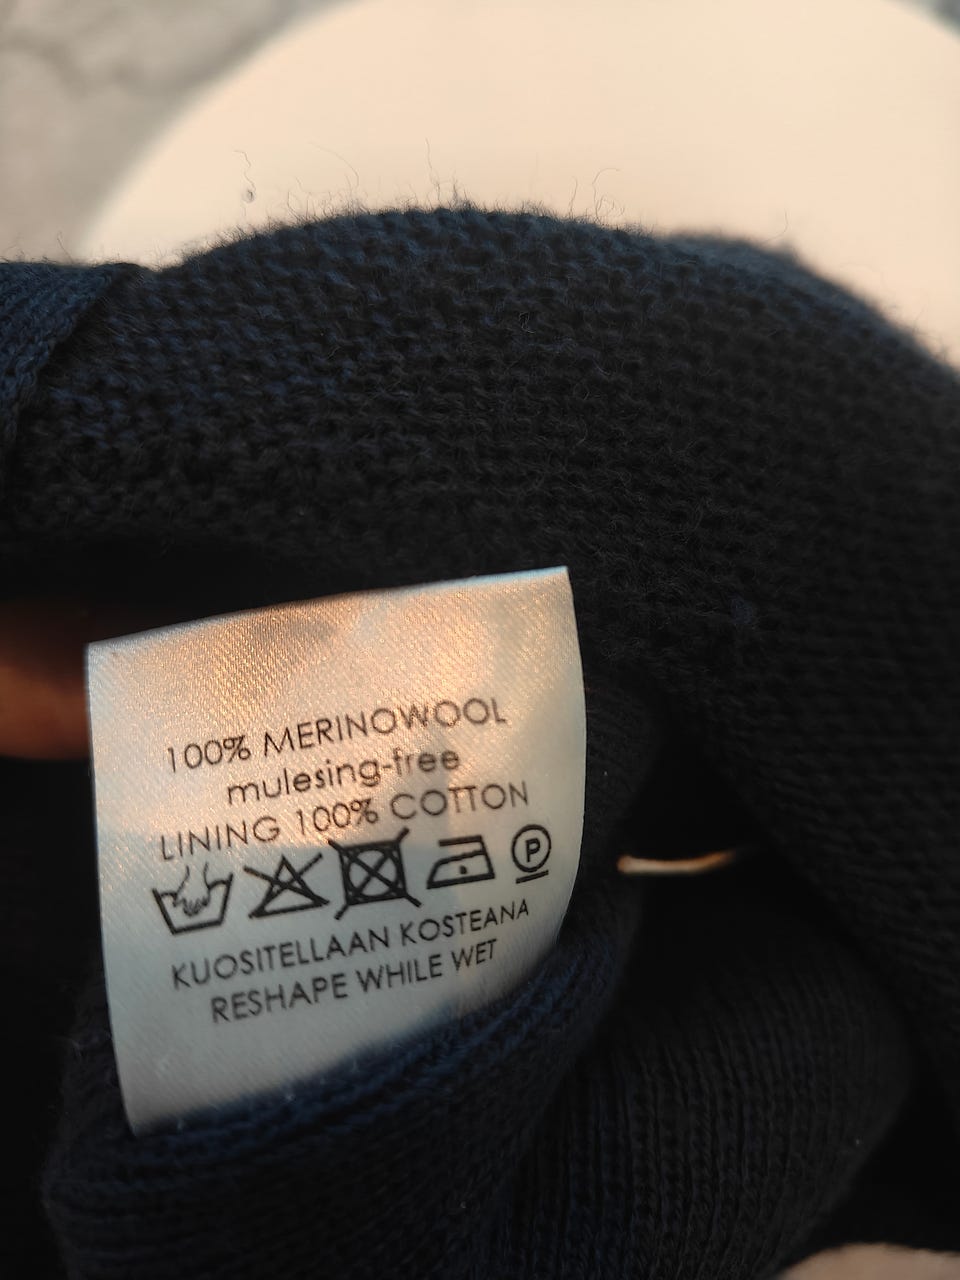 100% MERINOWOOL
mulesing-free
LINING 100% COTTON
P
KUOSITELLAAN KOSTEANA
RESHAPE WHILE WET